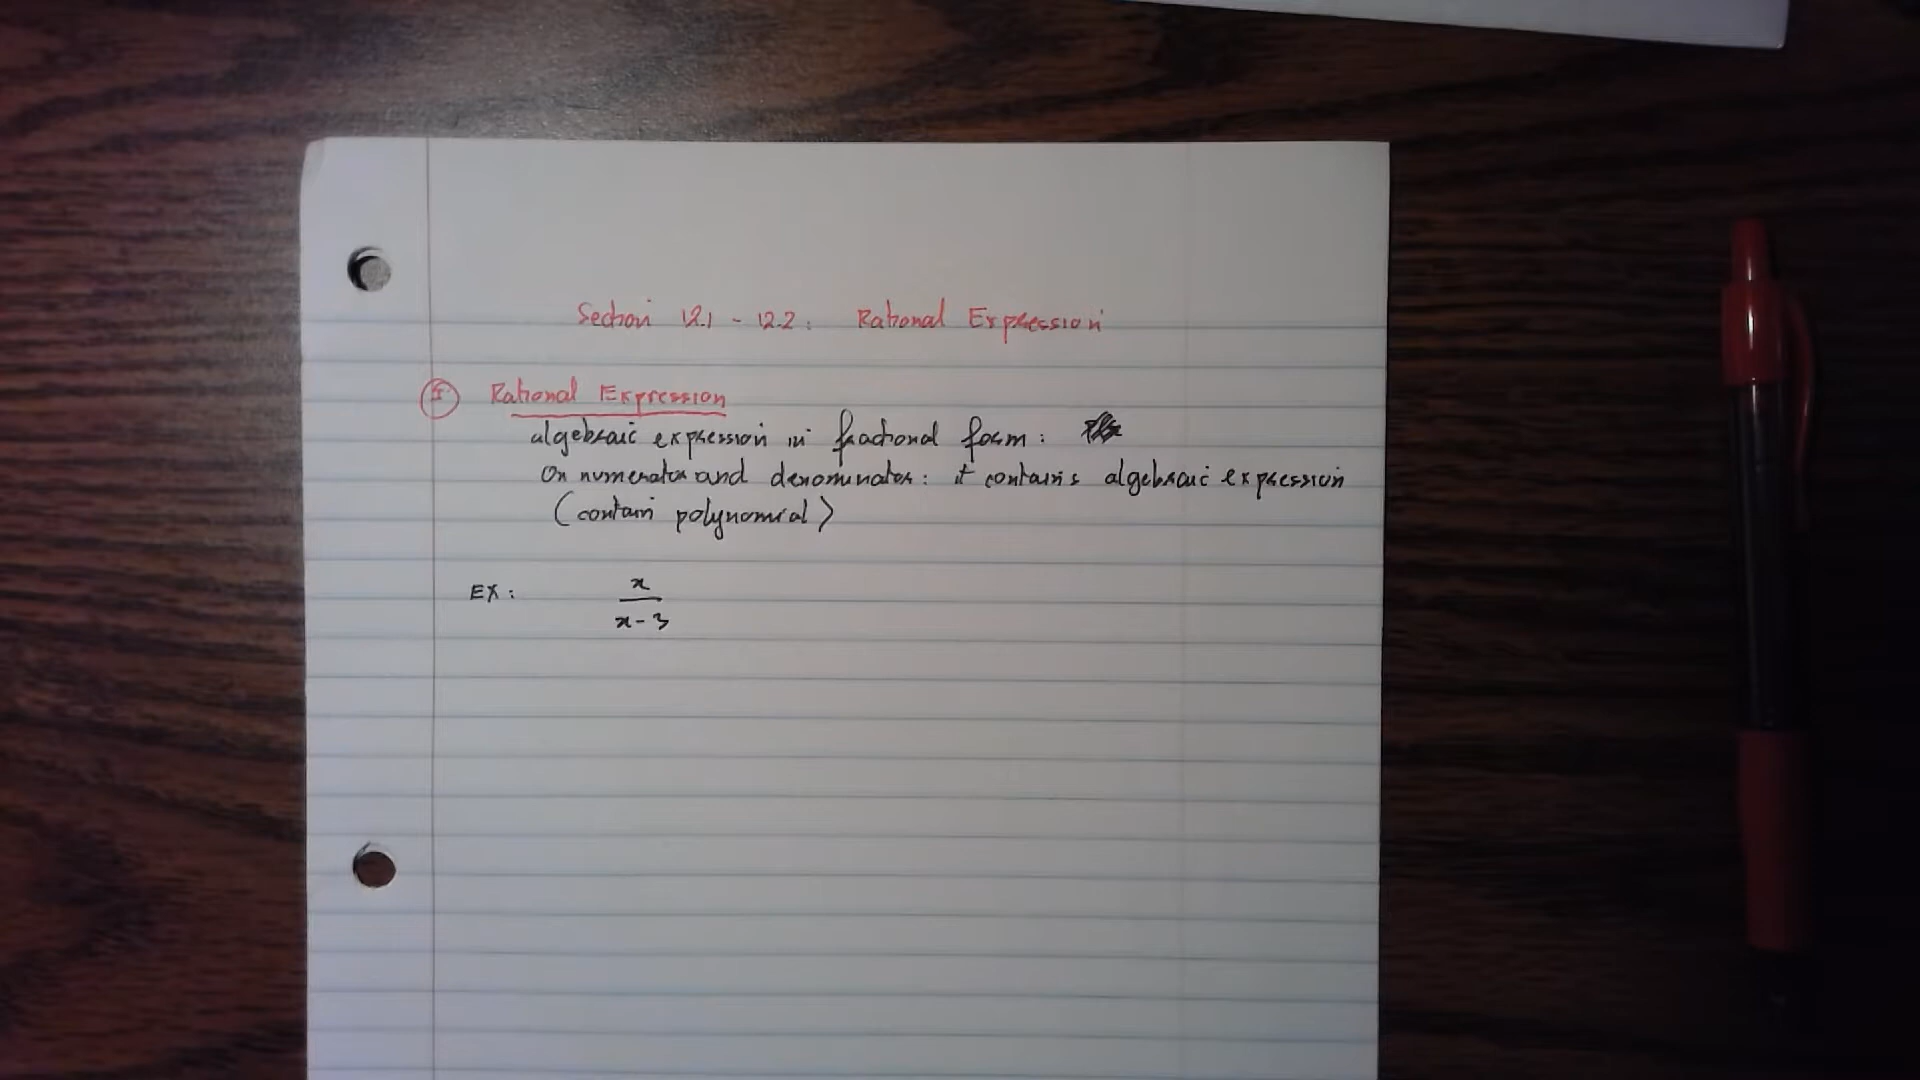 Section 12.1 - 12.2: Rational Expression
I Rational Expression
algebraic expression in fractional form:
On numerator and denominator: it contains algebraic expression
(contain polynomial)
EX: x
x-3